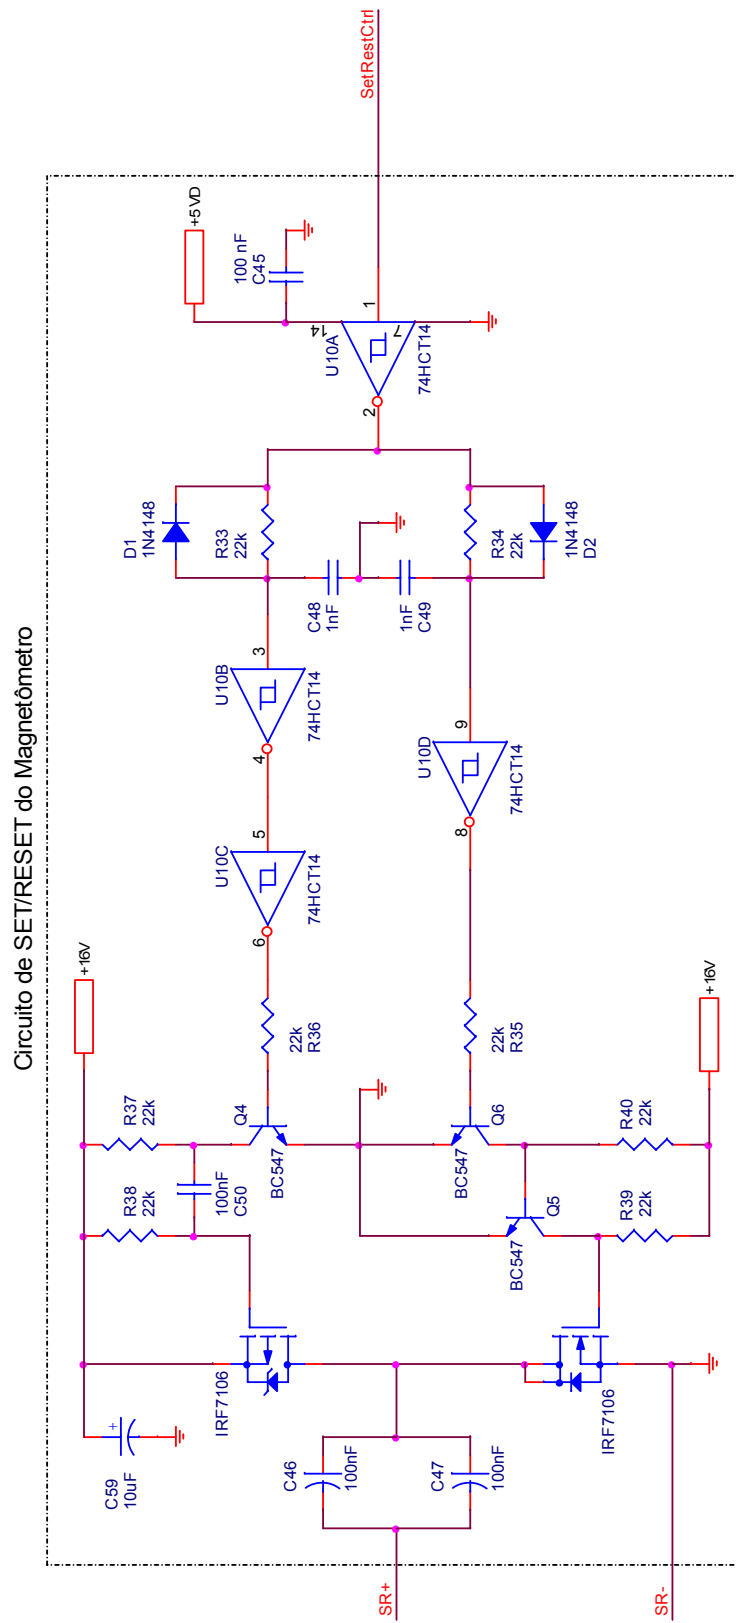 Circuito de SET/RESET do Magnetômetro
SetRestCtrl
+5VD
100 nF
C45
14
1
7
U10A
74HCT14
2
D1
1N4148
R33
22k
R34
22k
1N4148
D2
C48
1nF
1nF
C49
3
U10B
74HCT14
4
9
U10D
74HCT14
8
5
U10C
74HCT14
6
+16V
22k
R36
22k
R35
+16V
R37
22k
Q4
BC547
Q6
BC547
R40
22k
R38
22k
100nF
C50
Q5
BC547
R39
22k
IRF7106
IRF7106
C59
10uF
+
C46
100nF
C47
100nF
SR+
SR-